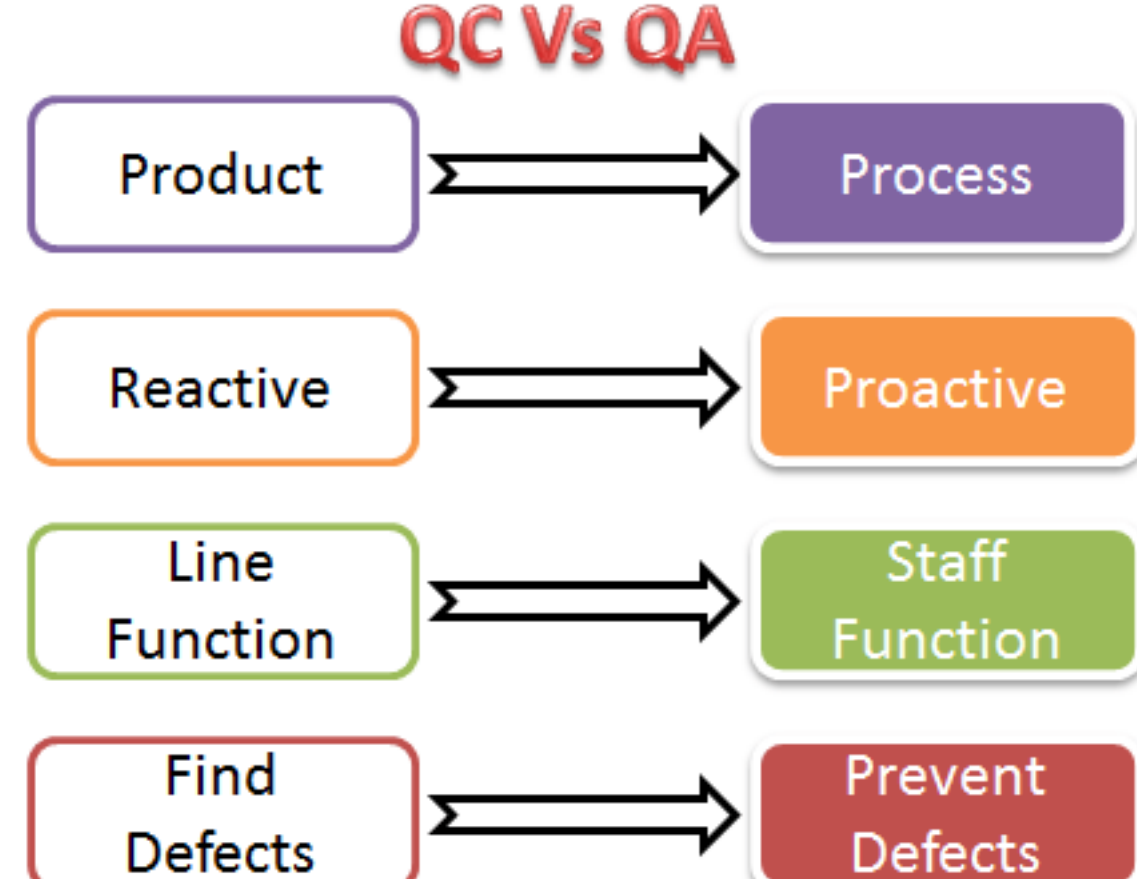 QC Vs QA
Product
Process
Reactive
Proactive
Line
Function
Staff
Function
Find
Defects
Prevent
Defects